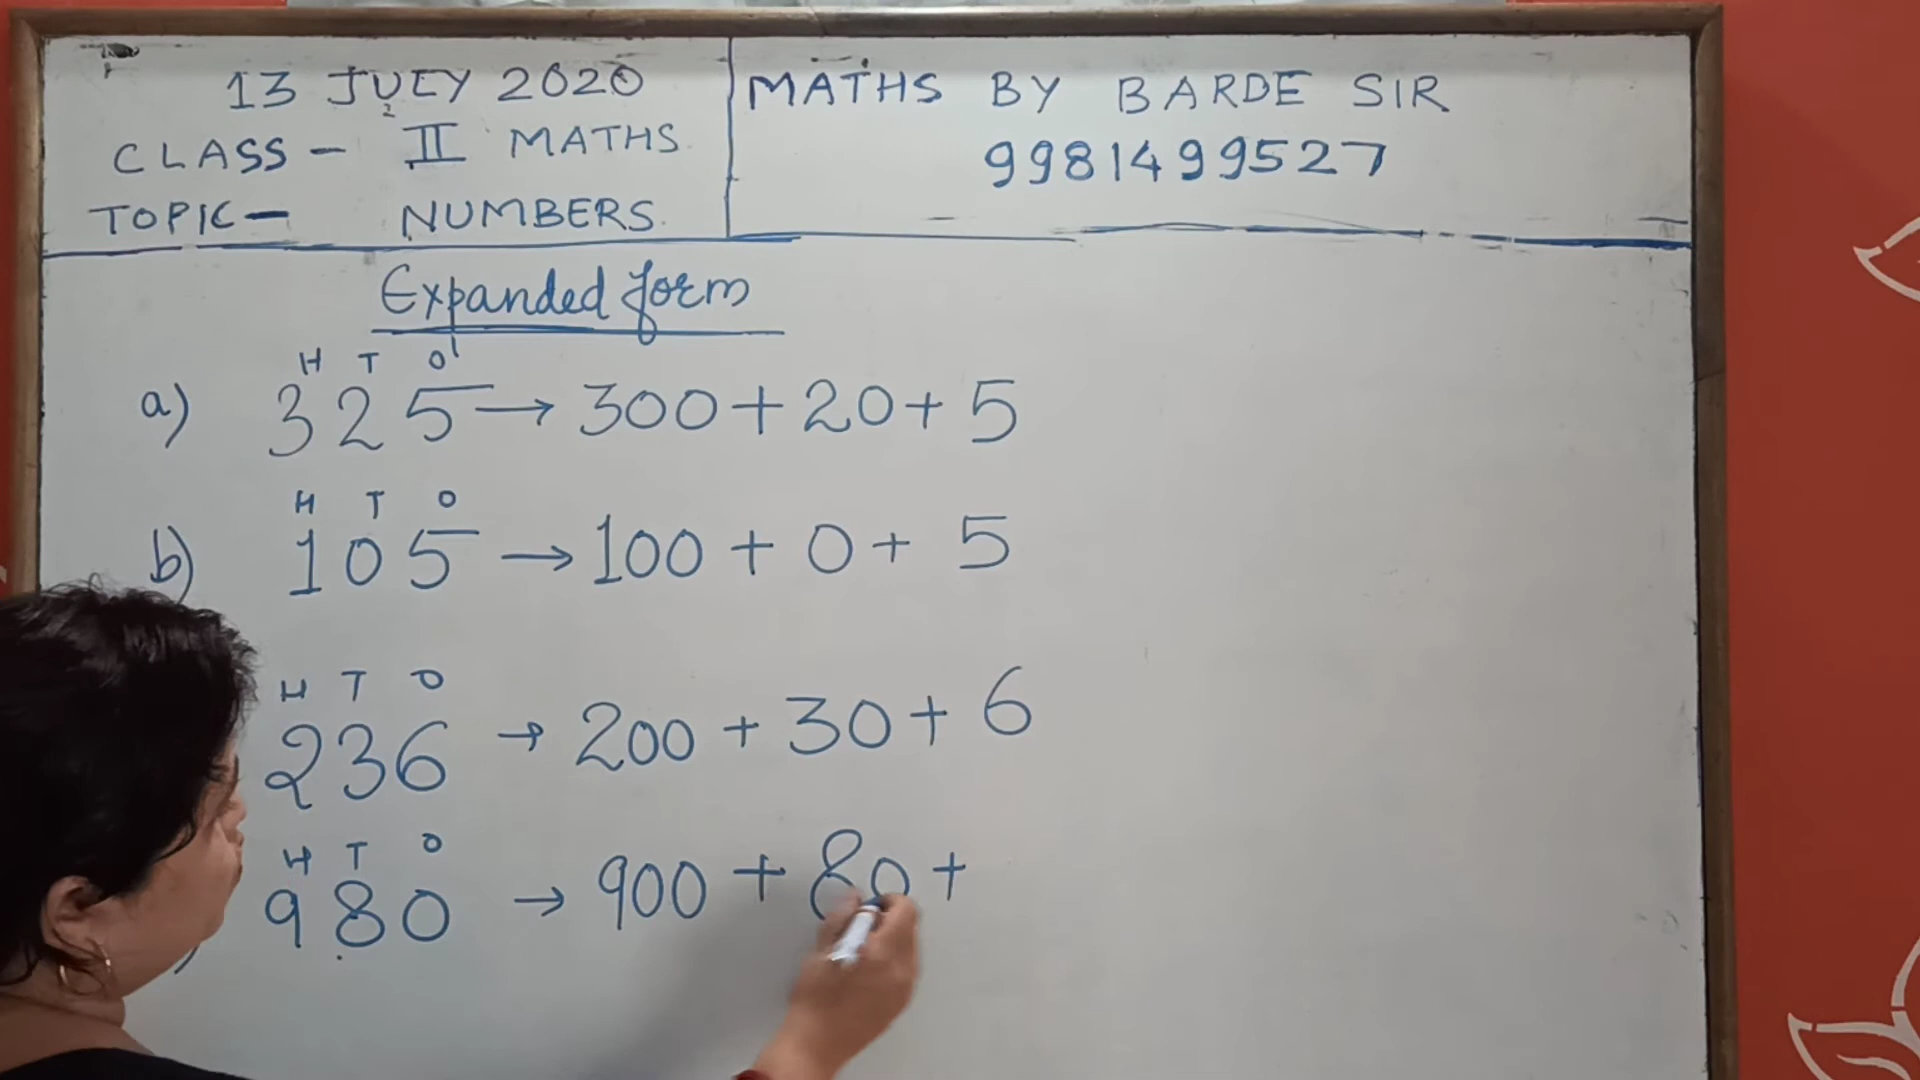 13 JULY 2020
CLASS - II MATHS
TOPIC - NUMBERS
MATHS BY BARDE SIR
9981499527
Expanded form
H T O
a) 325 → 300 + 20 + 5
H T O
b) 105 → 100 + 0 + 5
H T O
236 → 200 + 30 + 6
H T O
980 → 900 + 80 +